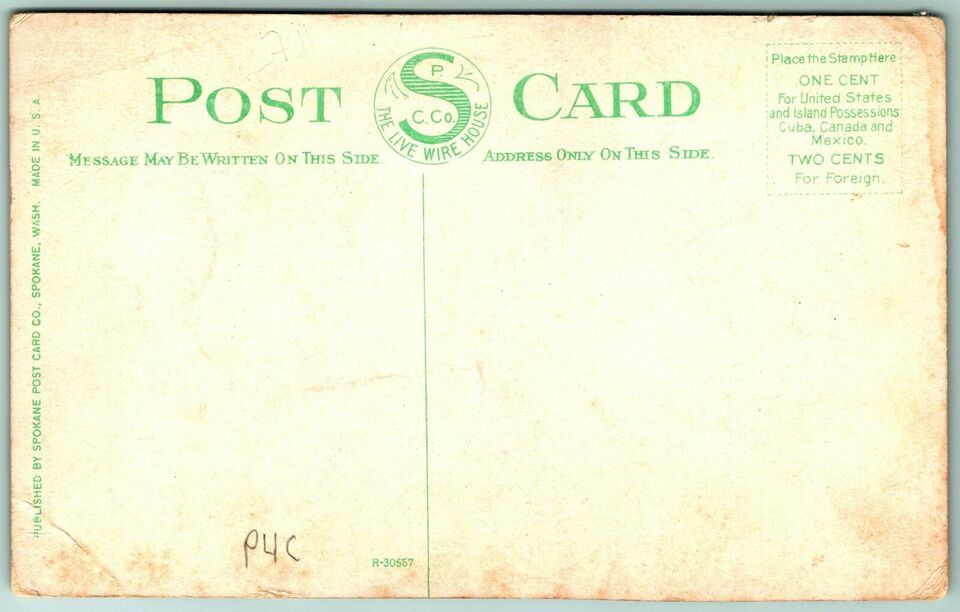 POST CARD
S
P.
C. Co.
THE LIVE WIRE HOUSE
MESSAGE MAY BE WRITTEN ON THIS SIDE.
ADDRESS ONLY ON THIS SIDE.
Place the Stamp Here
ONE CENT
For United States
and Island Possessions
Cuba, Canada and
Mexico.
TWO CENTS
For Foreign.
PUBLISHED BY SPOKANE POST CARD CO., SPOKANE, WASH. MADE IN U. S. A
P4C
R-30557